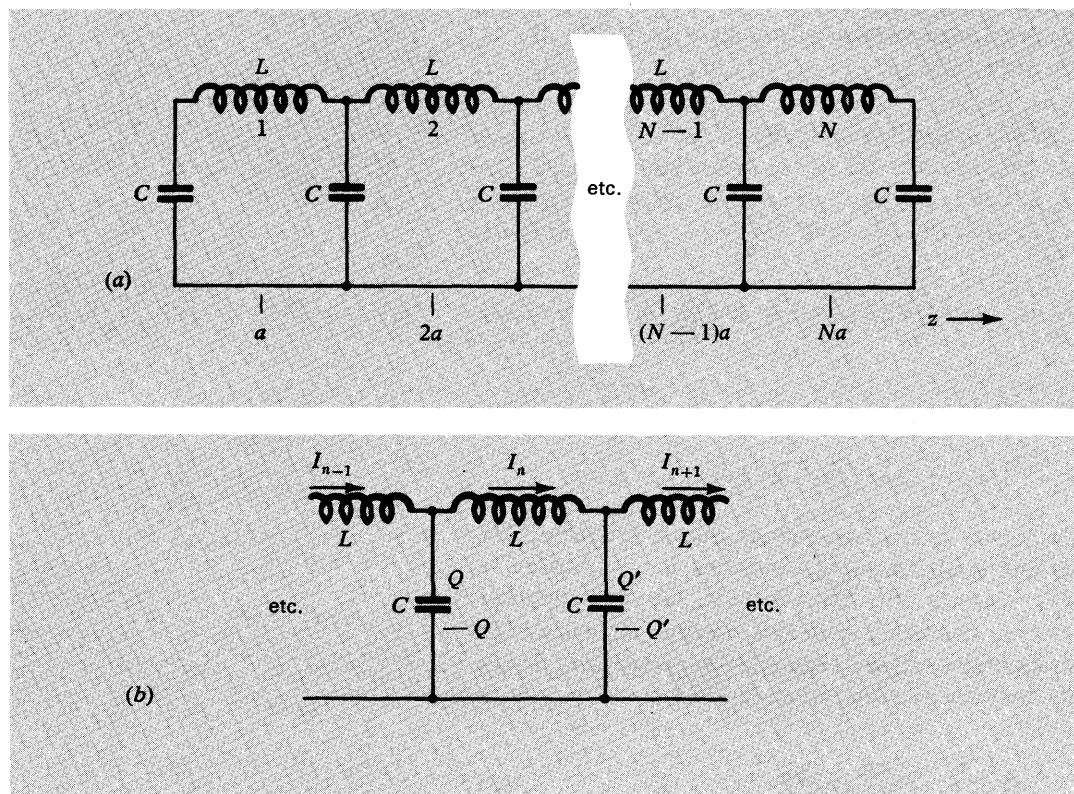 L L L
1 2 N — 1 N
C C C etc. C C
(a)
a 2a (N — 1)a Na z
I_{n-1} I_n I_{n+1}
L L L
Q Q'
etc. C C etc.
— Q — Q'
(b)